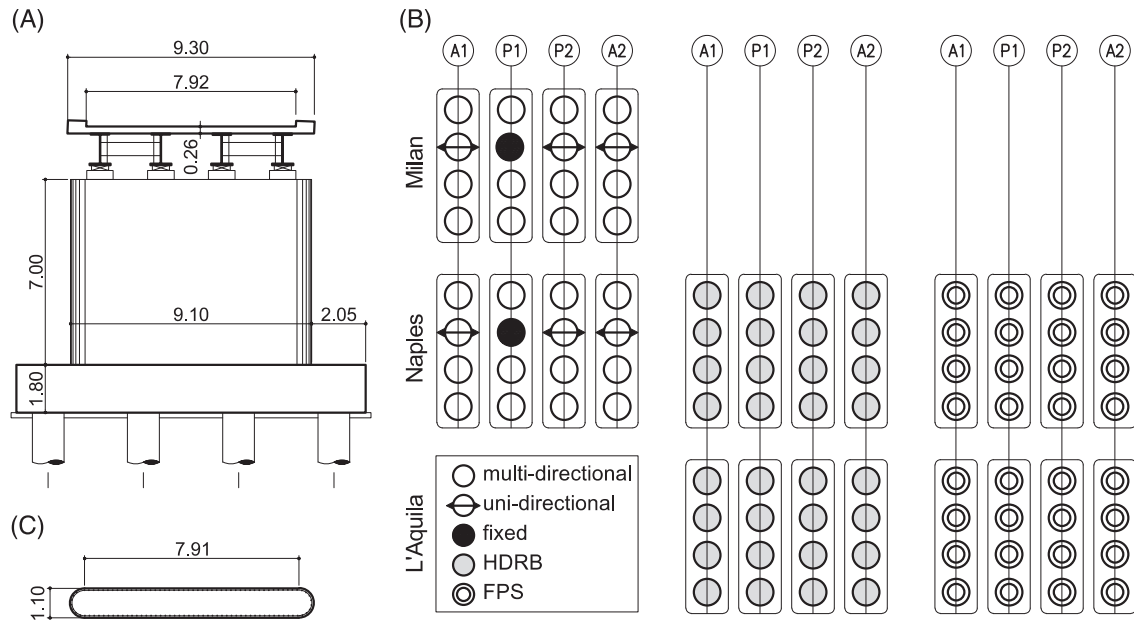 (A)
9.30
7.92
0.26
7.00
9.10
2.05
1.80
(C)
7.91
1.10
(B)
A1 P1 P2 A2 A1 P1 P2 A2 A1 P1 P2 A2
Milan
Naples
L'Aquila
multi-directional
uni-directional
fixed
HDRB
FPS